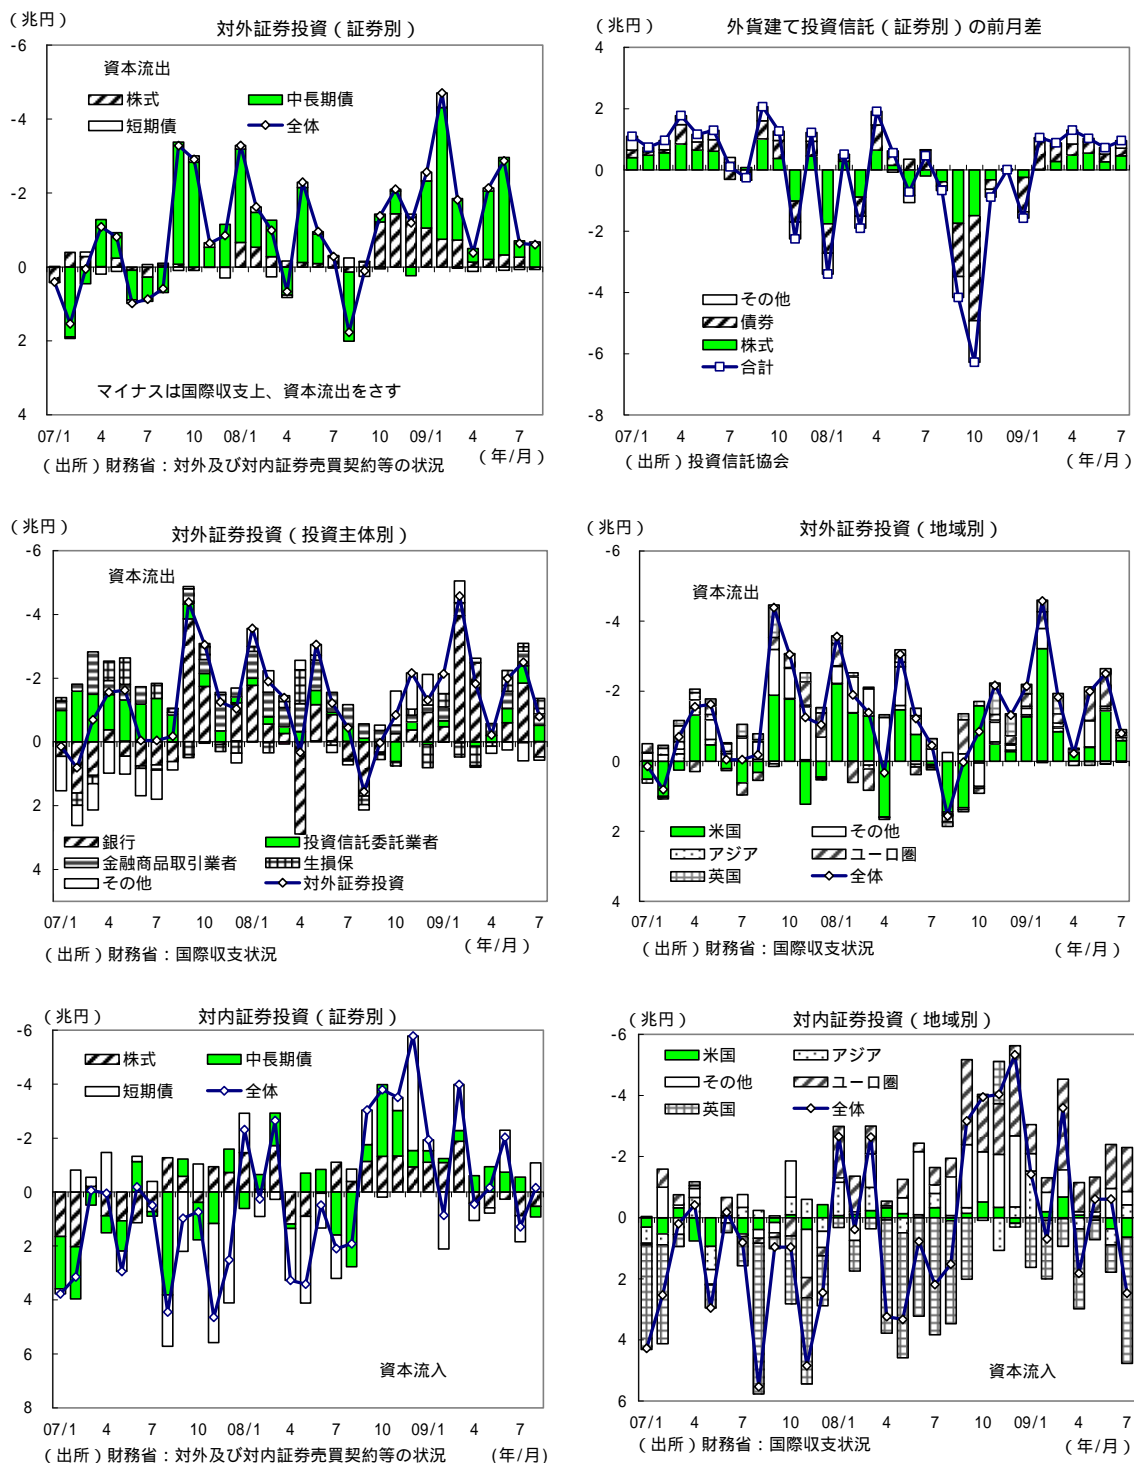 （兆円）
対外証券投資（証券別）
-6
-4
-2
0
2
4
資本流出
株式
中長期債
短期債
全体
マイナスは国際収支上、資本流出をさす
07/1 4 7 10 08/1 4 7 10 09/1 4 7
（年/月）
（出所）財務省：対外及び対内証券売買契約等の状況
（兆円）
外貨建て投資信託（証券別）の前月差
4
2
0
-2
-4
-6
-8
その他
債券
株式
合計
07/1 4 7 10 08/1 4 7 10 09/1 4 7
（出所）投資信託協会
（年/月）
（兆円）
対外証券投資（投資主体別）
-6
-4
-2
0
2
4
資本流出
銀行
投資信託委託業者
金融商品取引業者
生損保
その他
対外証券投資
07/1 4 7 10 08/1 4 7 10 09/1 4 7
（年/月）
（出所）財務省：国際収支状況
（兆円）
対外証券投資（地域別）
-6
-4
-2
0
2
4
資本流出
米国
その他
アジア
ユーロ圏
英国
全体
07/1 4 7 10 08/1 4 7 10 09/1 4 7
（出所）財務省：国際収支状況
（年/月）
（兆円）
対内証券投資（証券別）
-6
-4
-2
0
2
4
6
8
株式
中長期債
短期債
全体
資本流入
07/1 4 7 10 08/1 4 7 10 09/1 4 7
（出所）財務省：対外及び対内証券売買契約等の状況
(年/月）
（兆円）
対内証券投資（地域別）
-6
-4
-2
0
2
4
6
米国
アジア
その他
ユーロ圏
英国
全体
資本流入
07/1 4 7 10 08/1 4 7 10 09/1 4 7
（出所）財務省：国際収支状況
（年/月）